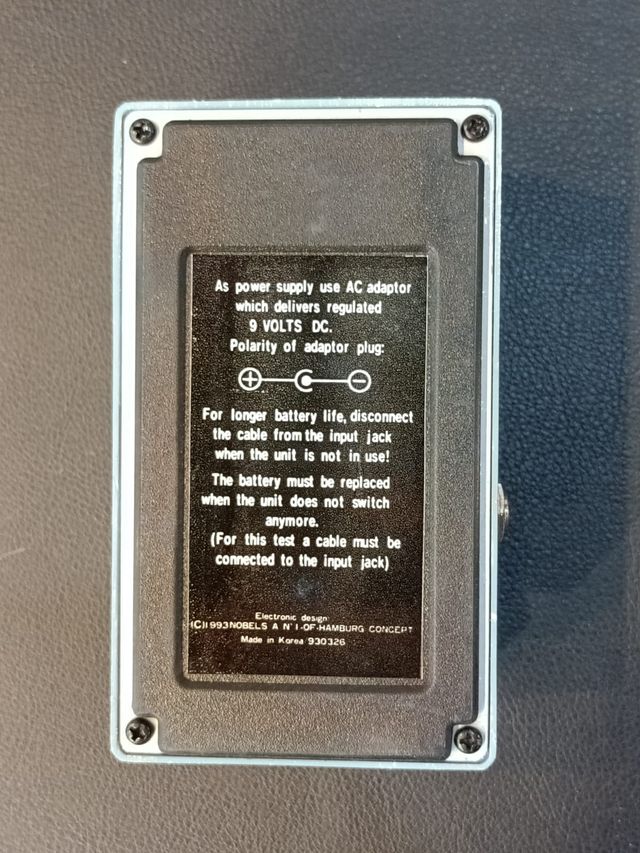 As power supply use AC adaptor
which delivers regulated
9 VOLTS DC.
Polarity of adaptor plug:
For longer battery life, disconnect
the cable from the input jack
when the unit is not in use!
The battery must be replaced
when the unit does not switch
anymore.
(For this test a cable must be
connected to the input jack)
Electronic design:
(C)1993 NOBELS A N°1-OF-HAMBURG CONCEPT
Made in Korea 930326